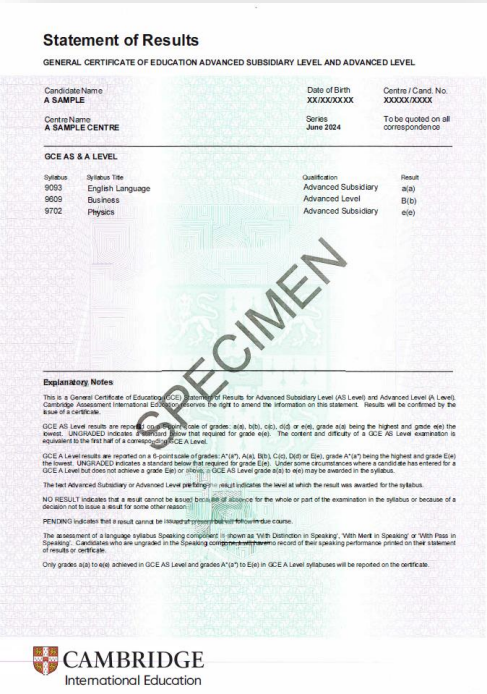 Statement of Results
GENERAL CERTIFICATE OF EDUCATION ADVANCED SUBSIDIARY LEVEL AND ADVANCED LEVEL
Candidate Name Date of Birth Centre / Cand. No.
A SAMPLE XX/XX/XXXX XXXXX/XXXX
Centre Name Series To be quoted on all
A SAMPLE CENTRE June 2024 correspondence
GCE AS & A LEVEL
Syllabus Syllabus Title Qualification Result
9093 English Language Advanced Subsidiary a(a)
9609 Business Advanced Level B(b)
9702 Physics Advanced Subsidiary e(e)
SPECIMEN
Explanatory Notes
This is a General Certificate of Education (GCE) Statement of Results for Advanced Subsidiary Level (AS Level) and Advanced Level (A Level).
Cambridge Assessment International Education reserves the right to amend the information on this statement. Results will be confirmed by the
issue of a certificate.
GCE AS Level results are reported on a 5-point scale of grades: a(a), b(b), c(c), d(d) or e(e), grade a(a) being the highest and grade e(e) the
lowest. UNGRADED indicates a standard below that required for grade e(e). The content and difficulty of a GCE AS Level examination is
equivalent to the first half of a corresponding GCE A Level.
GCE A Level results are reported on a 6-point scale of grades: A*(a*), A(a), B(b), C(c), D(d) or E(e), grade A*(a*) being the highest and grade E(e)
the lowest. UNGRADED indicates a standard below that required for grade E(e). Under some circumstances where a candidate has entered for
a GCE A Level but does not achieve a grade E(e) or above, a GCE AS Level grade a(a) to e(e) may be awarded in the syllabus.
The text Advanced Subsidiary or Advanced Level prefixing the result indicates the level at which the result was awarded for the syllabus.
NO RESULT indicates that a result cannot be issued because of absence for the whole or part of the examination in the syllabus or because of a
decision not to issue a result for some other reason.
PENDING indicates that a result cannot be issued at present but will follow in due course.
The assessment of a language syllabus Speaking component is shown as 'With Distinction in Speaking', 'With Merit in Speaking' or 'With Pass in
Speaking'. Candidates who are ungraded in the Speaking component will have no record of their speaking performance printed on their statement
of results or certificate.
Only grades a(a) to e(e) achieved in GCE AS Level and grades A*(a*) to E(e) in GCE A Level syllabuses will be reported on the certificate.
CAMBRIDGE
International Education